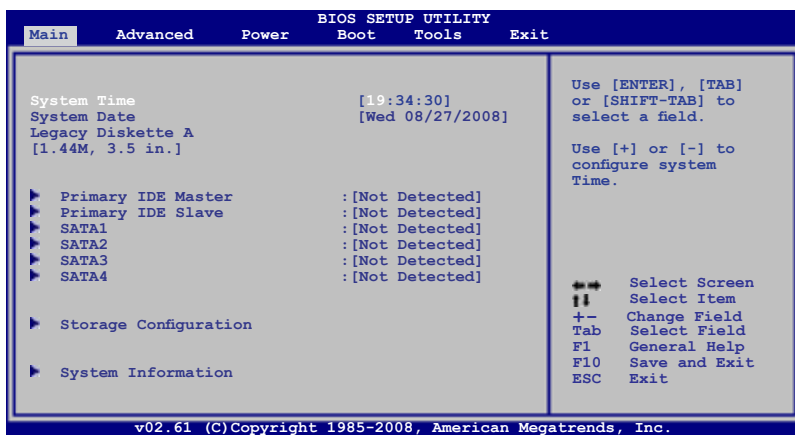 BIOS SETUP UTILITY
Main Advanced Power Boot Tools Exit
System Time [19:34:30]
System Date [Wed 08/27/2008]
Legacy Diskette A
[1.44M, 3.5 in.]
Primary IDE Master :[Not Detected]
Primary IDE Slave :[Not Detected]
SATA1 :[Not Detected]
SATA2 :[Not Detected]
SATA3 :[Not Detected]
SATA4 :[Not Detected]
Storage Configuration
System Information
Use [ENTER], [TAB]
or [SHIFT-TAB] to
select a field.
Use [+] or [-] to
configure system
Time.
Select Screen
Select Item
+- Change Field
Tab Select Field
F1 General Help
F10 Save and Exit
ESC Exit
v02.61 (C)Copyright 1985-2008, American Megatrends, Inc.